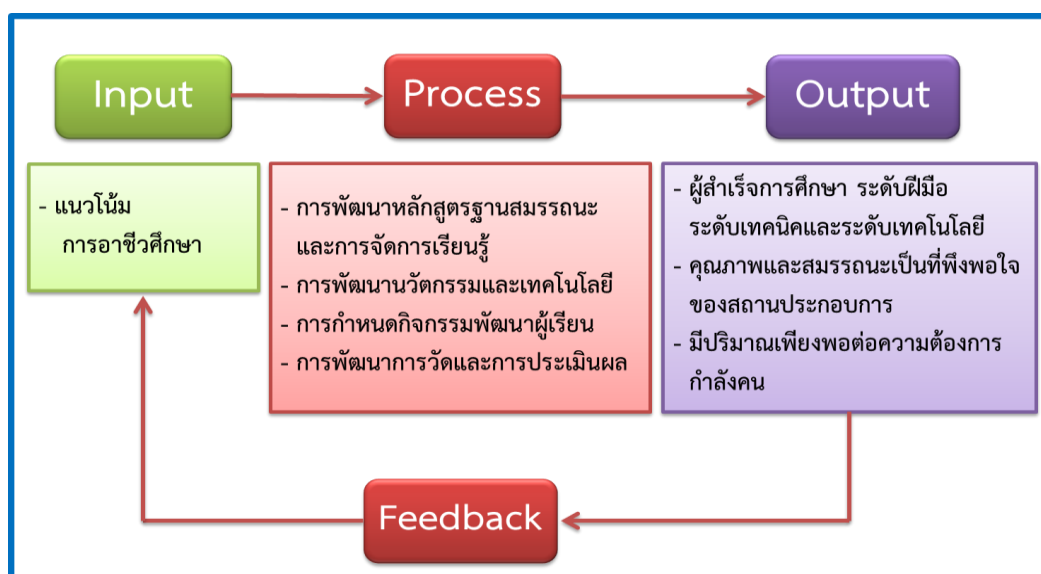 Input
Process
Output
- แนวโน้ม
การอาชีวศึกษา
- การพัฒนาหลักสูตรฐานสมรรถนะ
และการจัดการเรียนรู้
- การพัฒนานวัตกรรมและเทคโนโลยี
- การกำหนดกิจกรรมพัฒนาผู้เรียน
- การพัฒนาการวัดและการประเมินผล
- ผู้สำเร็จการศึกษา ระดับฝีมือ
ระดับเทคนิคและระดับเทคโนโลยี
- คุณภาพและสมรรถนะเป็นที่พึงพอใจ
ของสถานประกอบการ
- มีปริมาณเพียงพอต่อความต้องการ
กำลังคน
Feedback